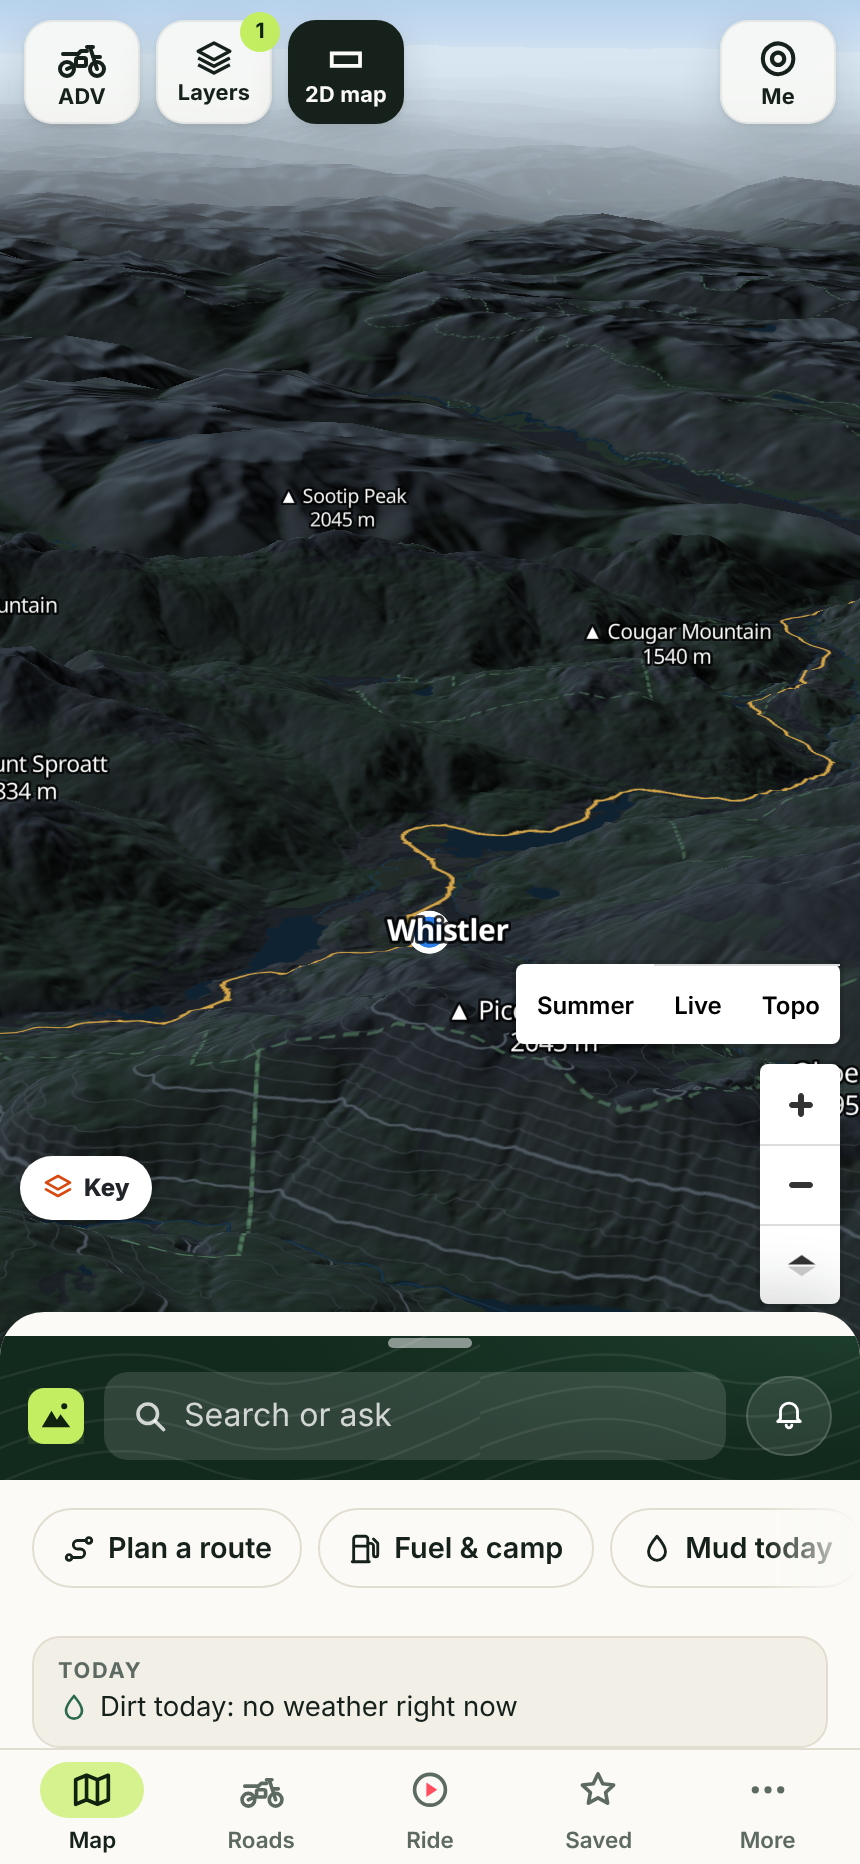 ADV
Layers
1
2D map
Me
Sootip Peak
2045 m
untain
Cougar Mountain
1540 m
unt Sproatt
834 m
Whistler
Summer
Live
Topo
Key
Search or ask
Plan a route
Fuel & camp
Mud today
TODAY
Dirt today: no weather right now
Map
Roads
Ride
Saved
More